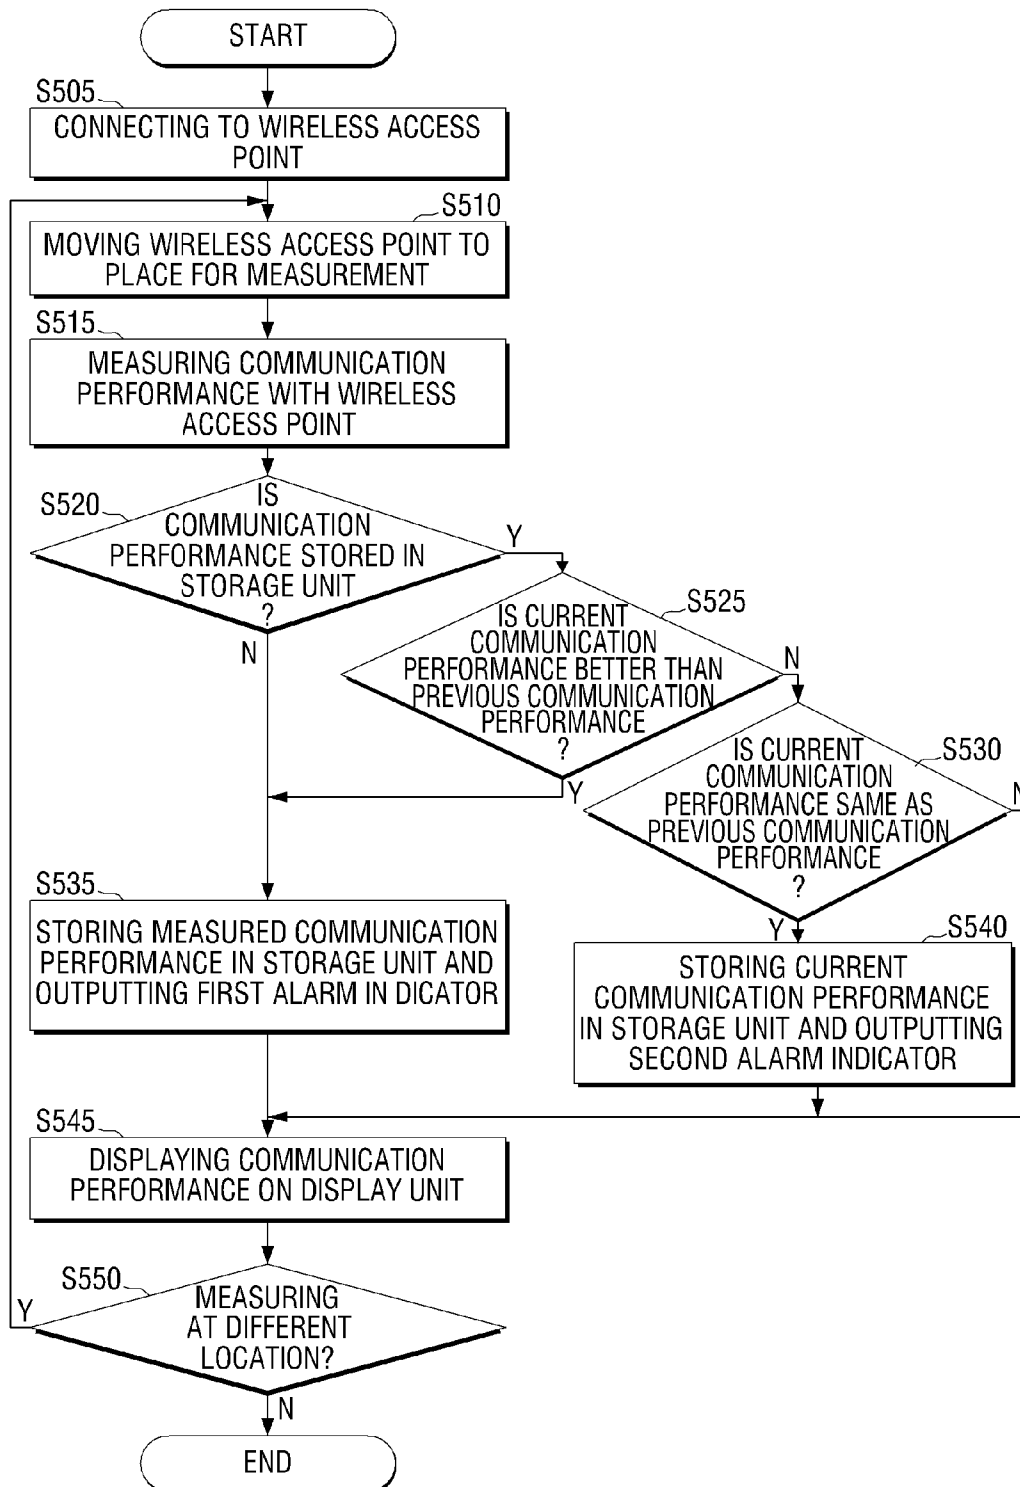 START
S505
CONNECTING TO WIRELESS ACCESS
POINT
S510
MOVING WIRELESS ACCESS POINT TO
PLACE FOR MEASUREMENT
S515
MEASURING COMMUNICATION
PERFORMANCE WITH WIRELESS
ACCESS POINT
S520
IS
COMMUNICATION
PERFORMANCE STORED IN
STORAGE UNIT
?
Y
N
S525
IS CURRENT
COMMUNICATION
PERFORMANCE BETTER THAN
PREVIOUS COMMUNICATION
PERFORMANCE
?
N
Y
S530
IS CURRENT
COMMUNICATION
PERFORMANCE SAME AS
PREVIOUS COMMUNICATION
PERFORMANCE
?
N
Y
S535
STORING MEASURED COMMUNICATION
PERFORMANCE IN STORAGE UNIT AND
OUTPUTTING FIRST ALARM IN DICATOR
S540
STORING CURRENT
COMMUNICATION PERFORMANCE
IN STORAGE UNIT AND OUTPUTTING
SECOND ALARM INDICATOR
S545
DISPLAYING COMMUNICATION
PERFORMANCE ON DISPLAY UNIT
S550
Y
MEASURING
AT DIFFERENT
LOCATION?
N
END